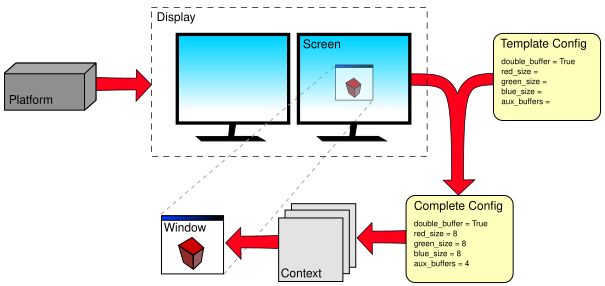 Display
Screen
Template Config
double_buffer = True
red_size =
green_size =
blue_size =
aux_buffers =
Platform
Complete Config
double_buffer = True
red_size = 8
green_size = 8
blue_size = 8
aux_buffers = 4
Window
Context